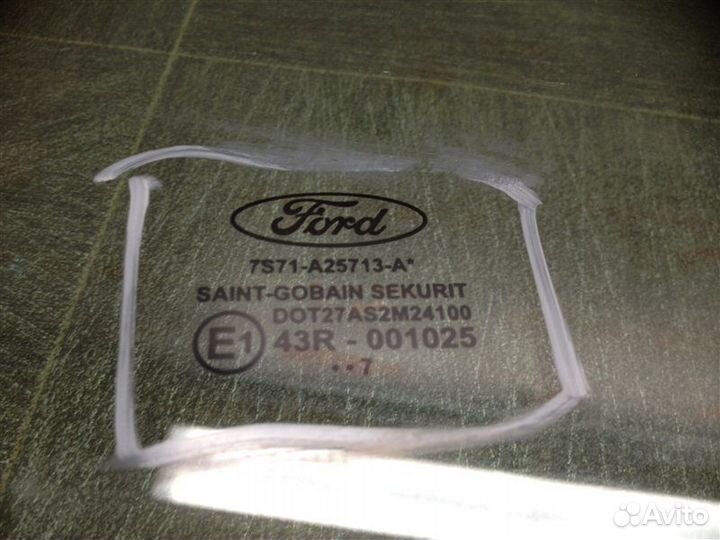 Ford
7S71-A25713-A*
SAINT-GOBAIN SEKURIT
DOT27AS2M24100
E1 43R - 001025
• • 7
Avito